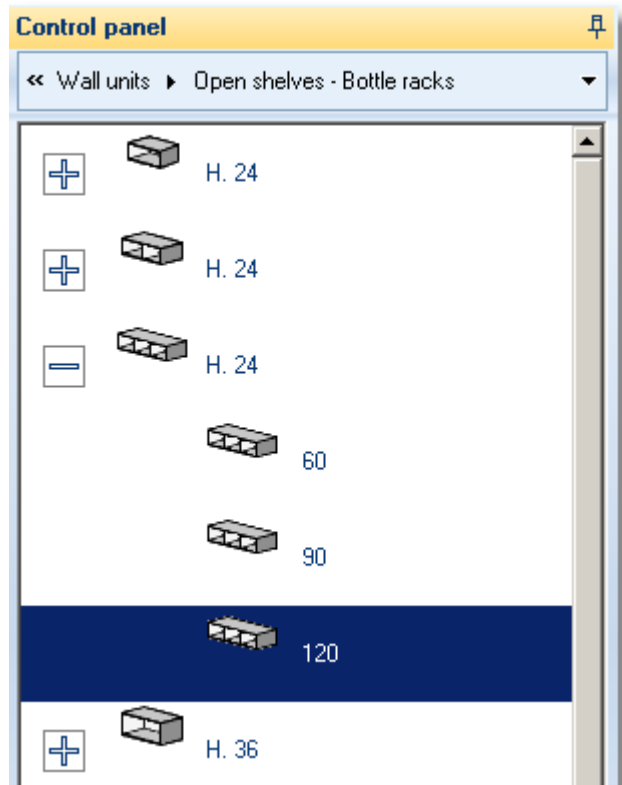 Control panel
« Wall units ▸ Open shelves - Bottle racks
H. 24
H. 24
H. 24
60
90
120
H. 36